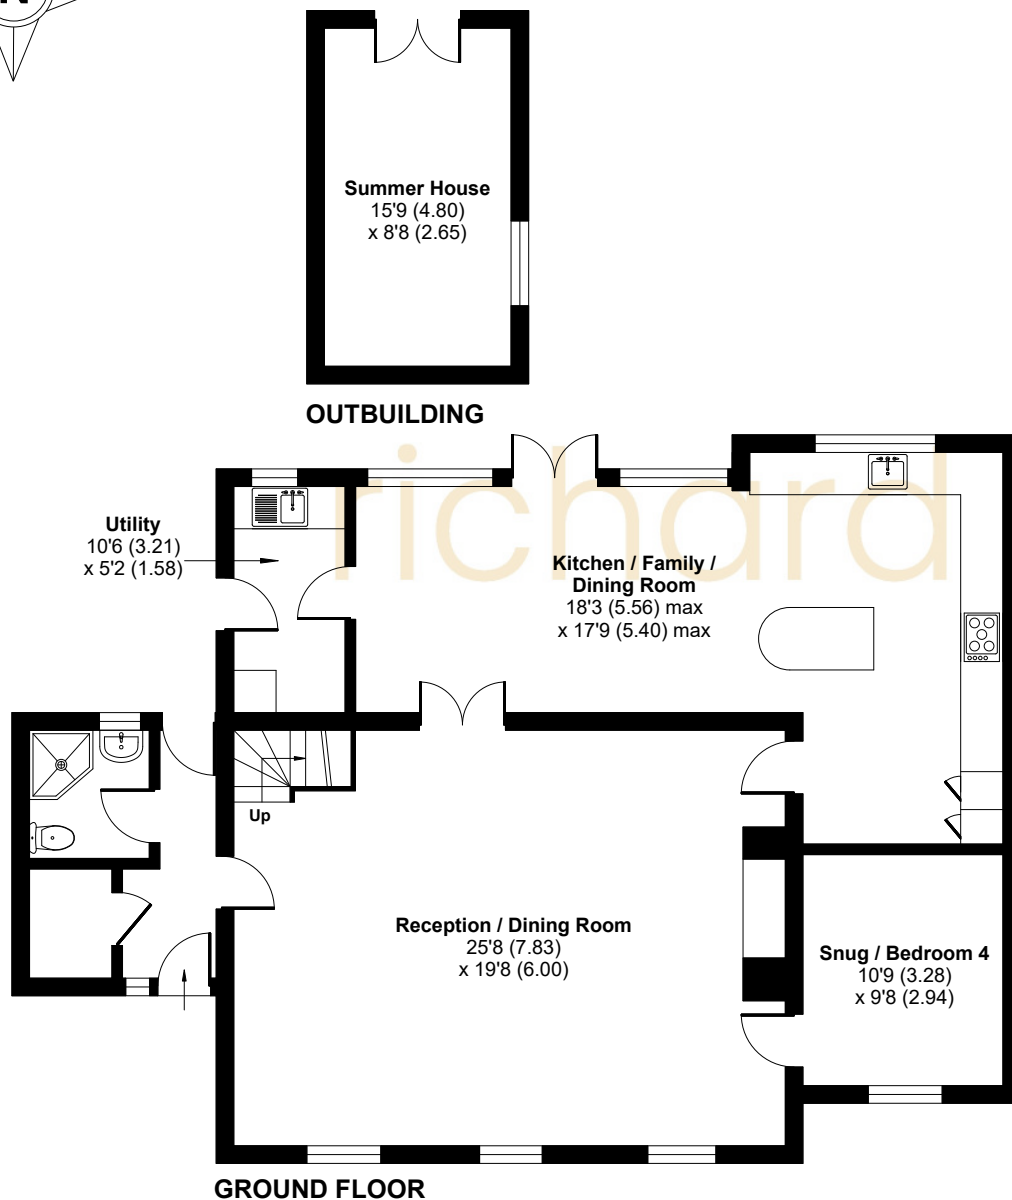 N
Summer House
15'9 (4.80)
x 8'8 (2.65)
OUTBUILDING
richard
Utility
10'6 (3.21)
x 5'2 (1.58)
Kitchen / Family /
Dining Room
18'3 (5.56) max
x 17'9 (5.40) max
Up
Reception / Dining Room
25'8 (7.83)
x 19'8 (6.00)
Snug / Bedroom 4
10'9 (3.28)
x 9'8 (2.94)
GROUND FLOOR